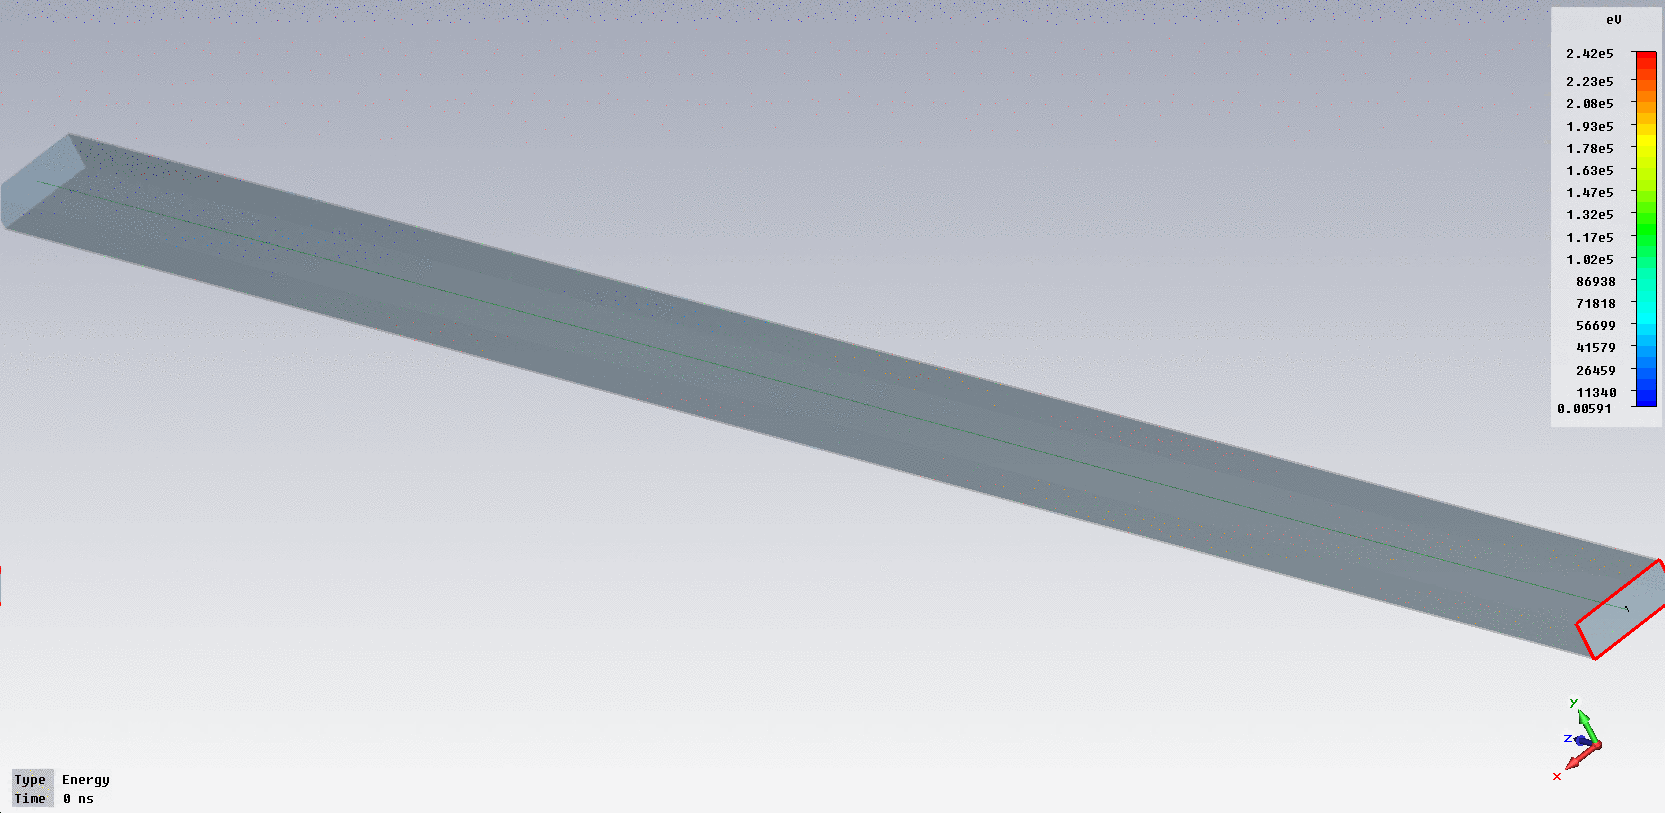 eV
2.42e5
2.23e5
2.08e5
1.93e5
1.78e5
1.63e5
1.47e5
1.32e5
1.17e5
1.02e5
86938
71818
56699
41579
26459
11340
0.00591
y
z
x
Type Energy
Time 0 ns